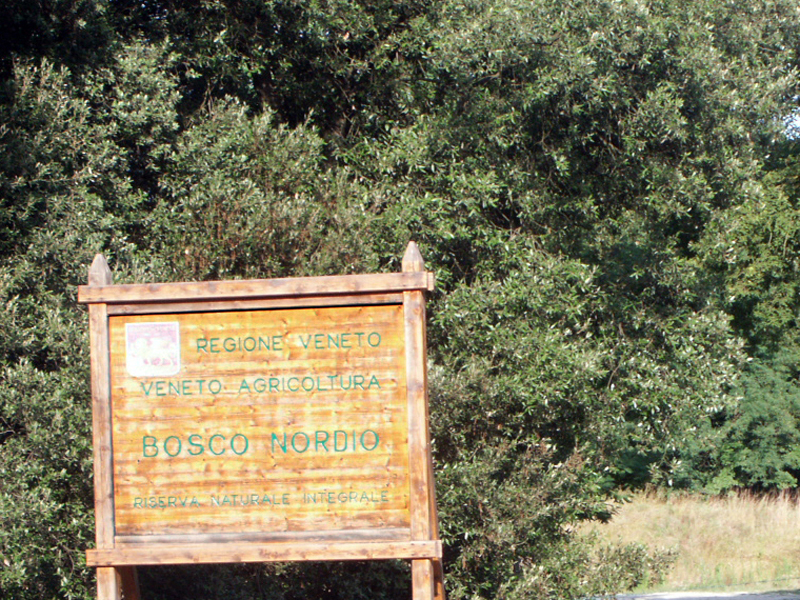 REGIONE VENETO
VENETO AGRICOLTURA
BOSCO NORDIO
RISERVA NATURALE INTEGRALE